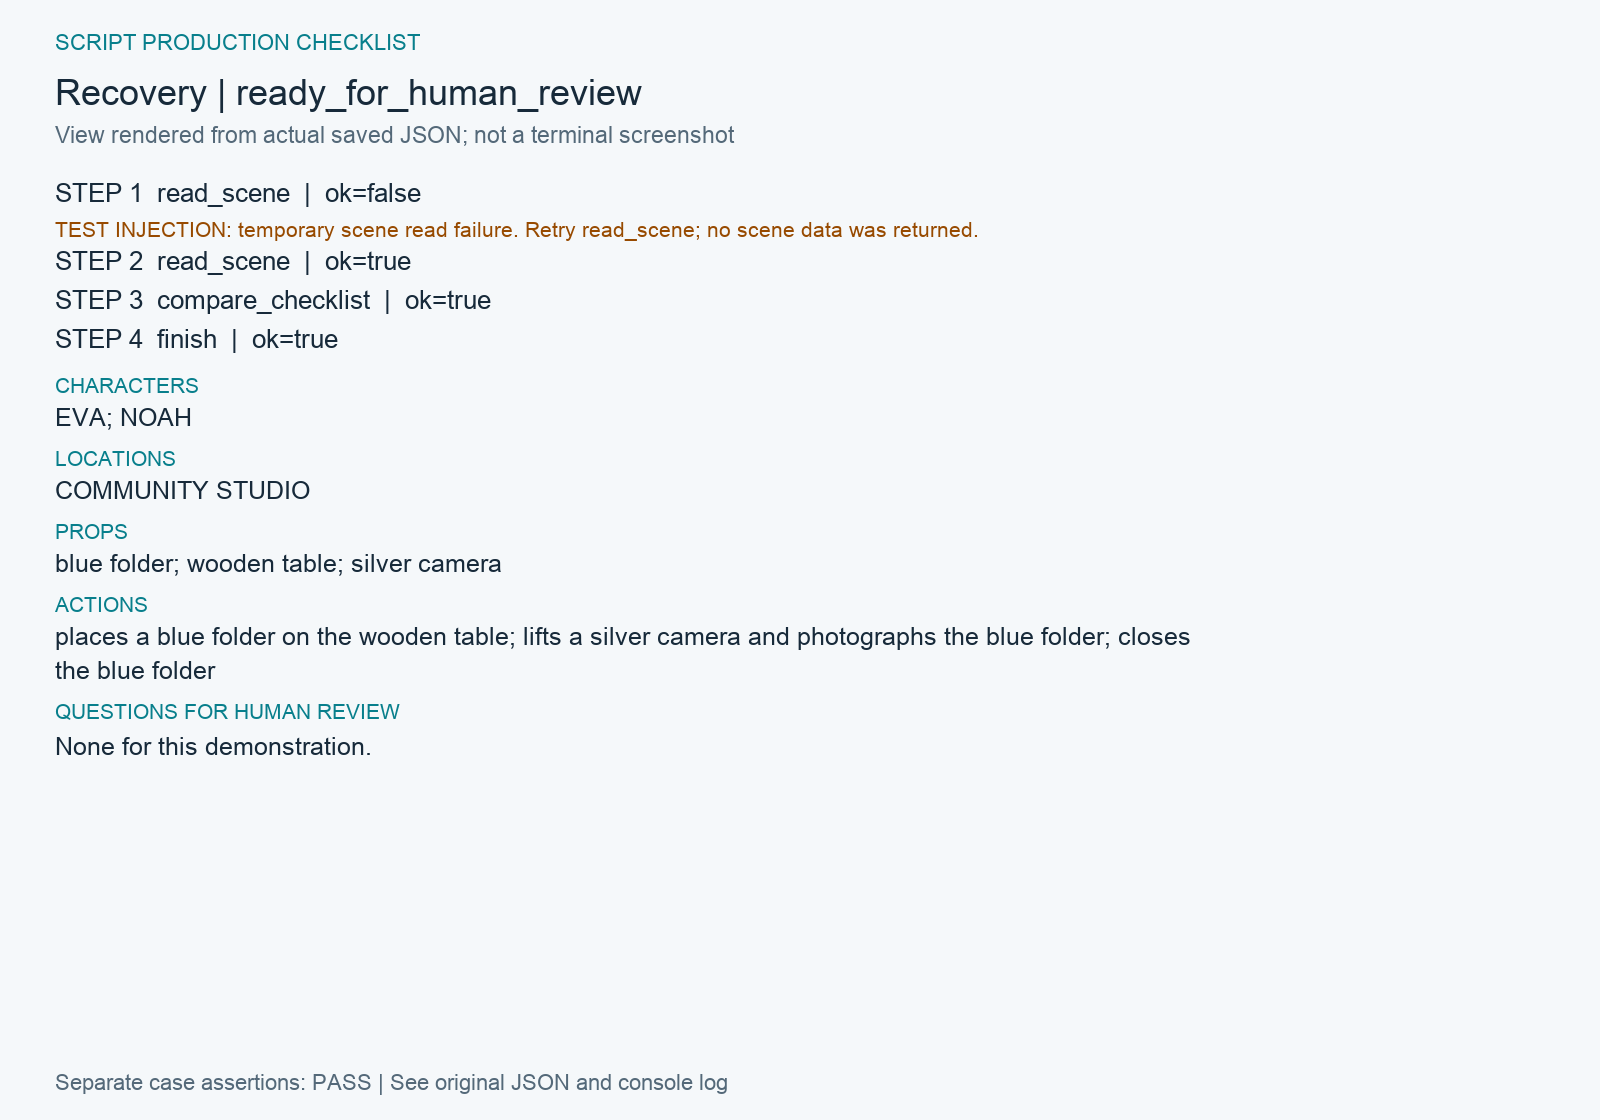 SCRIPT PRODUCTION CHECKLIST
Recovery | ready_for_human_review
View rendered from actual saved JSON; not a terminal screenshot
STEP 1  read_scene  |  ok=false
TEST INJECTION: temporary scene read failure. Retry read_scene; no scene data was returned.
STEP 2  read_scene  |  ok=true
STEP 3  compare_checklist  |  ok=true
STEP 4  finish  |  ok=true
CHARACTERS
EVA; NOAH
LOCATIONS
COMMUNITY STUDIO
PROPS
blue folder; wooden table; silver camera
ACTIONS
places a blue folder on the wooden table; lifts a silver camera and photographs the blue folder; closes
the blue folder
QUESTIONS FOR HUMAN REVIEW
None for this demonstration.
Separate case assertions: PASS | See original JSON and console log